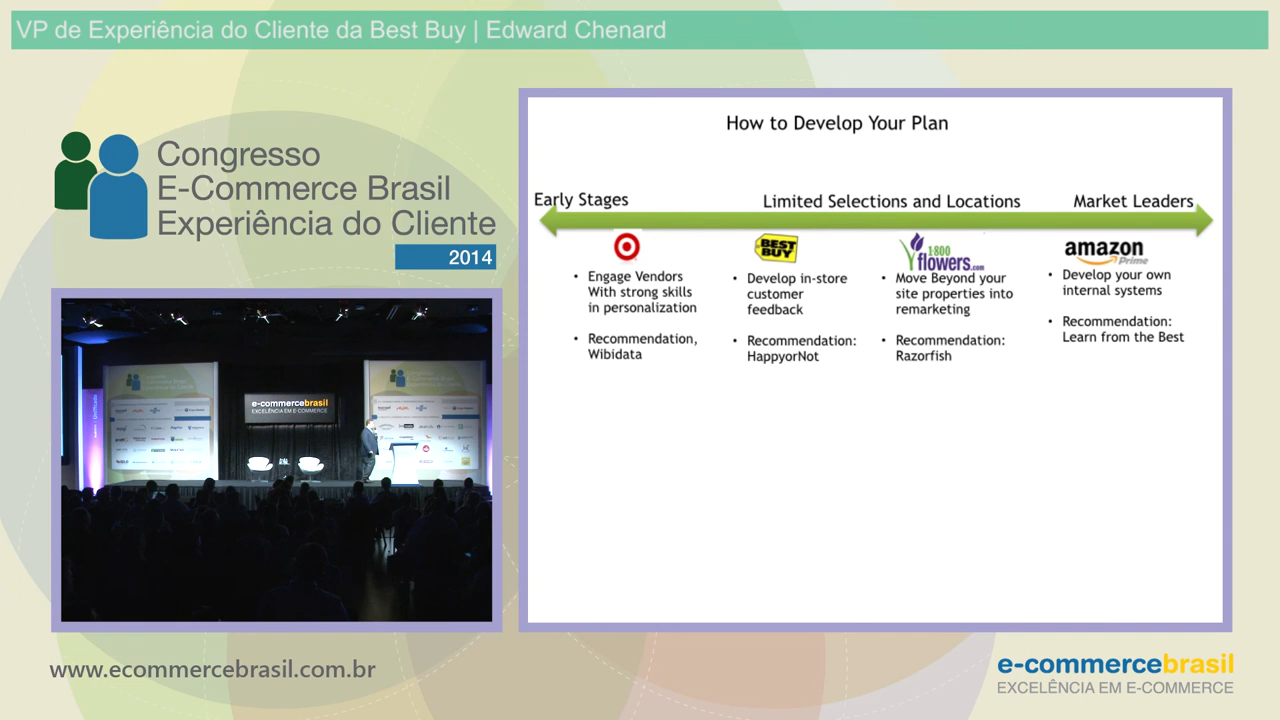 VP de Experiência do Cliente da Best Buy | Edward Chenard
Congresso
E-Commerce Brasil
Experiência do Cliente
2014
e-commercebrasil
EXCELÊNCIA EM E-COMMERCE
www.ecommercebrasil.com.br
How to Develop Your Plan
Early Stages
Limited Selections and Locations
Market Leaders
• Engage Vendors
With strong skills
in personalization
• Recommendation,
Wibidata
BEST
BUY
• Develop in-store
customer
feedback
• Recommendation:
HappyorNot
1·800
flowers.com
• Move Beyond your
site properties into
remarketing
• Recommendation:
Razorfish
amazon
Prime
• Develop your own
internal systems
• Recommendation:
Learn from the Best
e-commercebrasil
EXCELÊNCIA EM E-COMMERCE